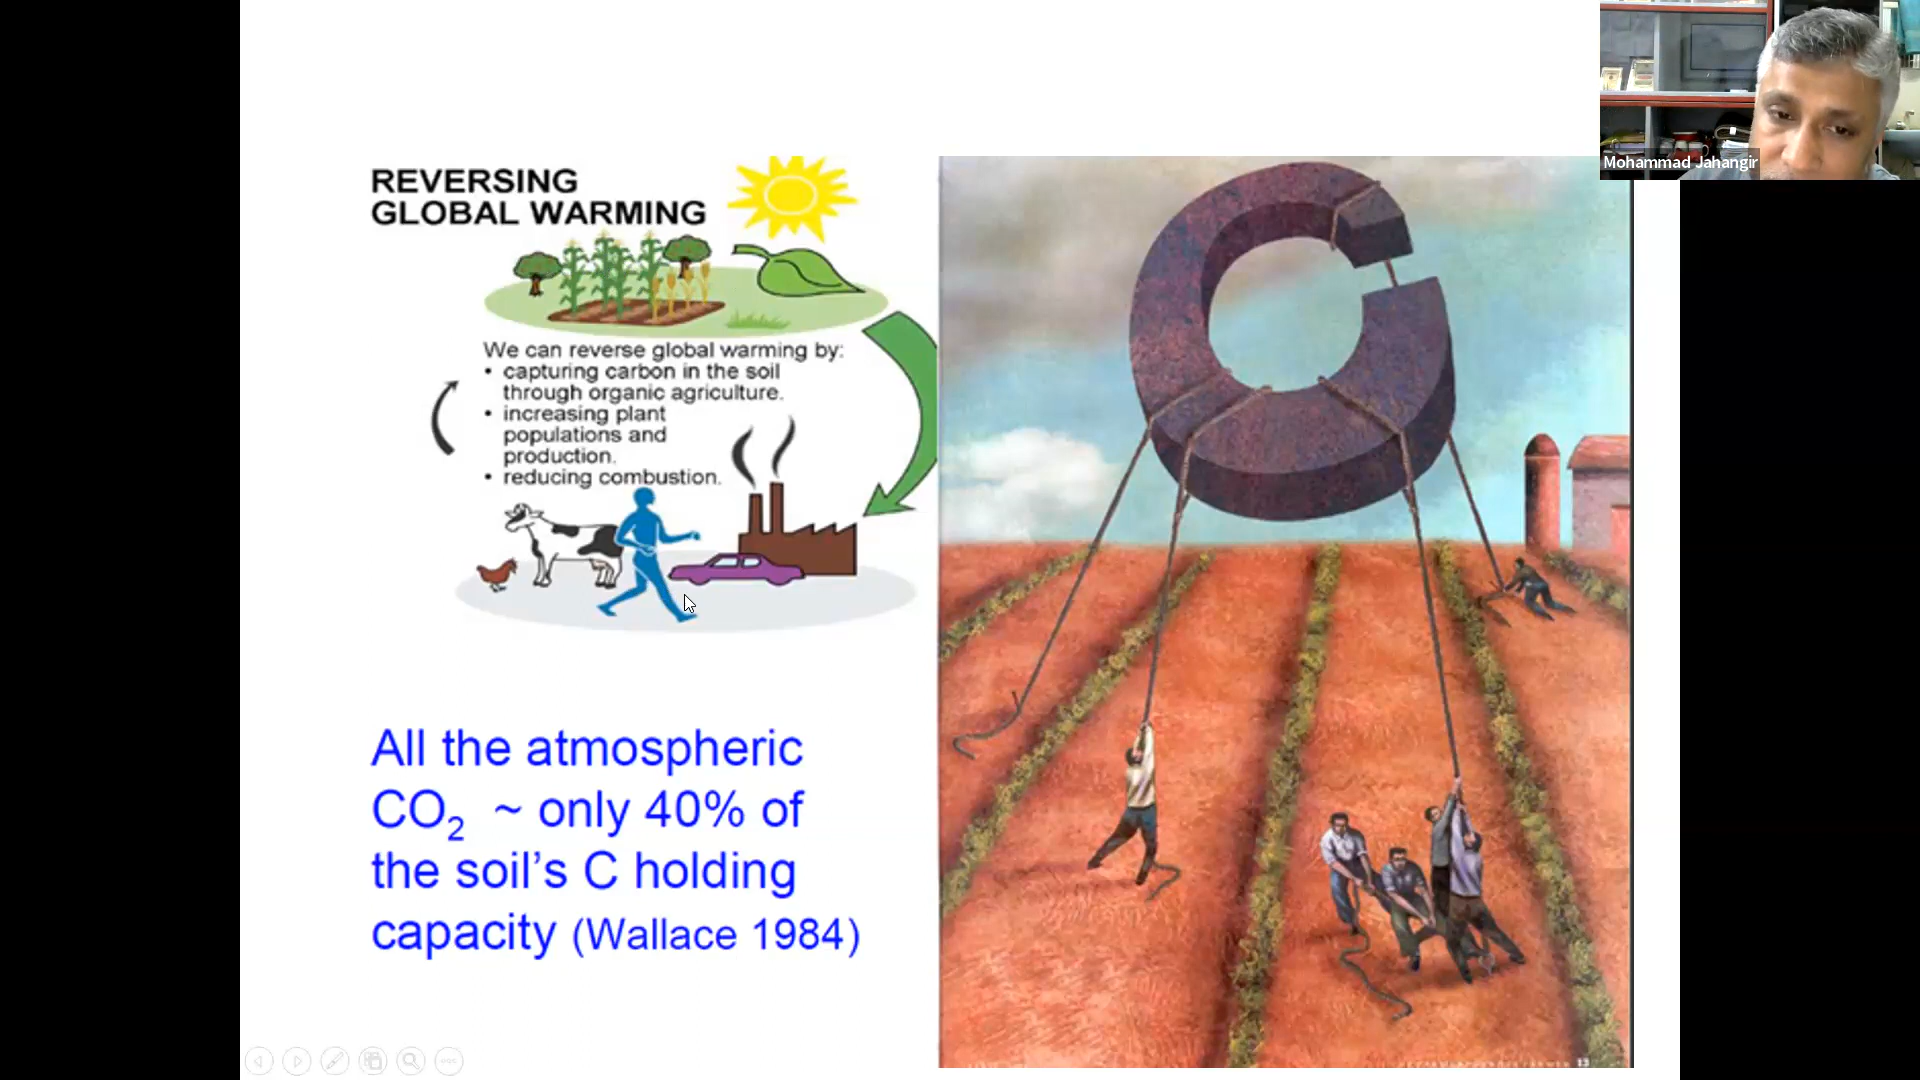 Mohammad Jahangir
REVERSING
GLOBAL WARMING
We can reverse global warming by:
• capturing carbon in the soil
through organic agriculture.
• increasing plant
populations and
production.
• reducing combustion.
All the atmospheric
CO₂ ~ only 40% of
the soil's C holding
capacity (Wallace 1984)
13